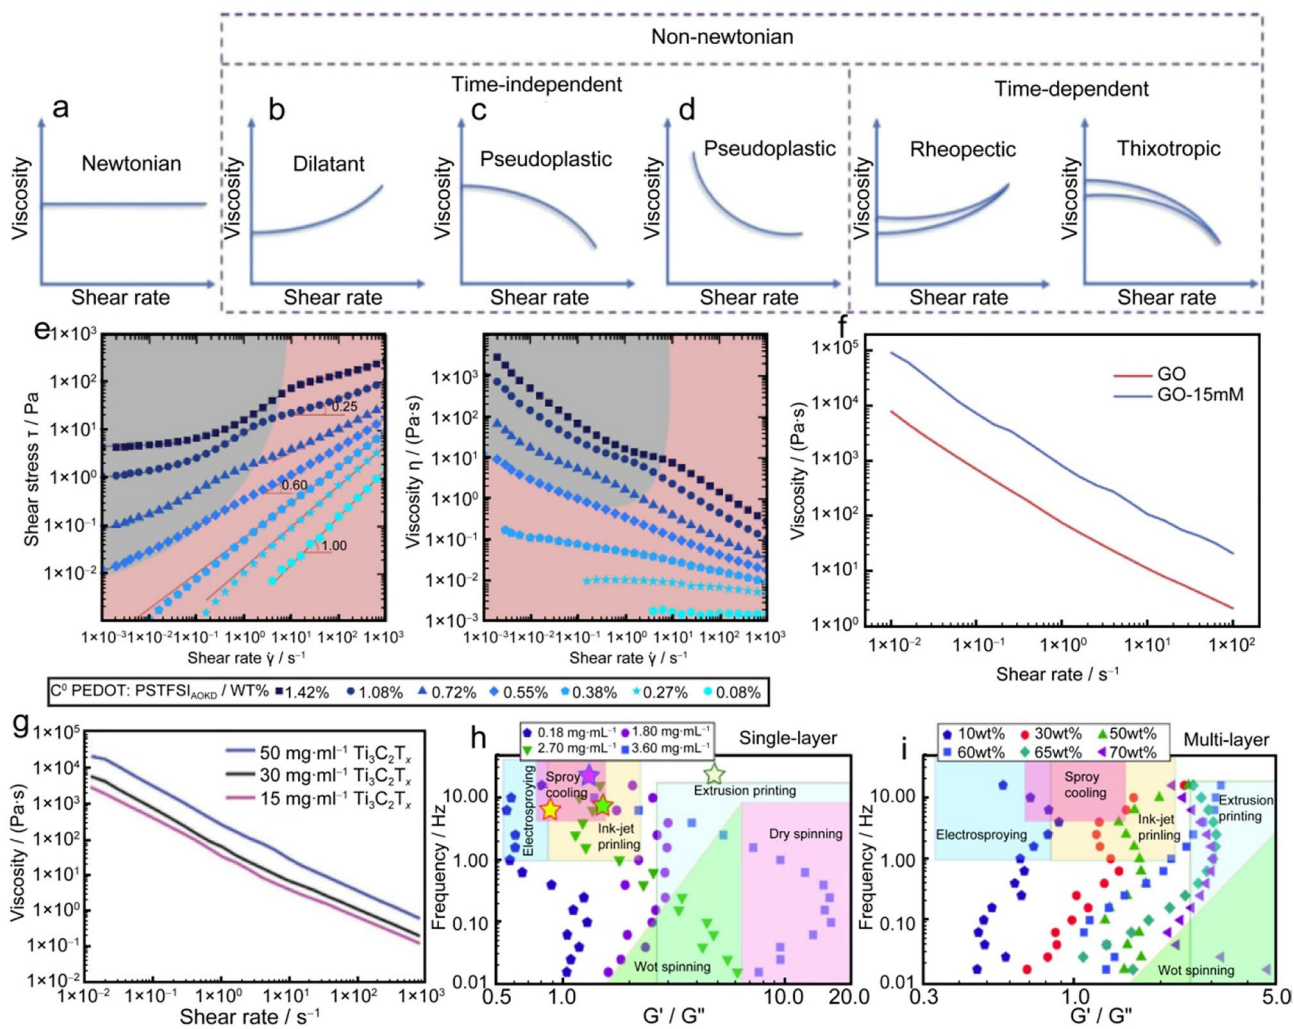 Non-newtonian
Time-independent
Time-dependent
a
b
c
d
Newtonian
Dilatant
Pseudoplastic
Pseudoplastic
Rheopectic
Thixotropic
Viscosity
Viscosity
Viscosity
Viscosity
Viscosity
Viscosity
Shear rate
Shear rate
Shear rate
Shear rate
Shear rate
Shear rate
e
1×10³
1×10²
1×10¹
1×10⁰
1×10⁻¹
1×10⁻²
Shear stress τ / Pa
0.25
0.60
1.00
1×10⁻³ 1×10⁻² 1×10⁻¹ 1×10⁰ 1×10¹ 1×10² 1×10³
Shear rate γ̇ / s⁻¹
1×10³
1×10²
1×10¹
1×10⁰
1×10⁻¹
1×10⁻²
1×10⁻³
Viscosity η / (Pa·s)
1×10⁻³ 1×10⁻² 1×10⁻¹ 1×10⁰ 1×10¹ 1×10² 1×10³
Shear rate γ̇ / s⁻¹
C⁰ PEDOT: PSTFSI_AOKD / WT% 1.42% 1.08% 0.72% 0.55% 0.38% 0.27% 0.08%
f
1×10⁵
1×10⁴
1×10³
1×10²
1×10¹
1×10⁰
Viscosity / (Pa·s)
GO
GO-15mM
1×10⁻² 1×10⁻¹ 1×10⁰ 1×10¹ 1×10²
Shear rate / s⁻¹
g
1×10⁵
1×10⁴
1×10³
1×10²
1×10¹
1×10⁰
1×10⁻¹
1×10⁻²
Viscosity / (Pa·s)
50 mg·ml⁻¹ Ti₃C₂Tₓ
30 mg·ml⁻¹ Ti₃C₂Tₓ
15 mg·ml⁻¹ Ti₃C₂Tₓ
1×10⁻² 1×10⁻¹ 1×10⁰ 1×10¹ 1×10² 1×10³
Shear rate / s⁻¹
h
0.18 mg·mL⁻¹ 1.80 mg·mL⁻¹
2.70 mg·mL⁻¹ 3.60 mg·mL⁻¹
Single-layer
10.00
1.00
0.10
0.01
Frequency / Hz
Electrosproying
Sproy
cooling
Ink-jet
prinling
Extrusion printing
Dry spinning
Wot spinning
0.5 1.0 10.0 20.0
G' / G"
i
10wt% 30wt% 50wt%
60wt% 65wt% 70wt%
Multi-layer
10.00
1.00
0.10
0.01
Frequency / Hz
Electrosproying
Sproy
cooling
Ink-jet
prinling
Extrusion
printing
Wot spinning
0.3 1.0 5.0
G' / G"